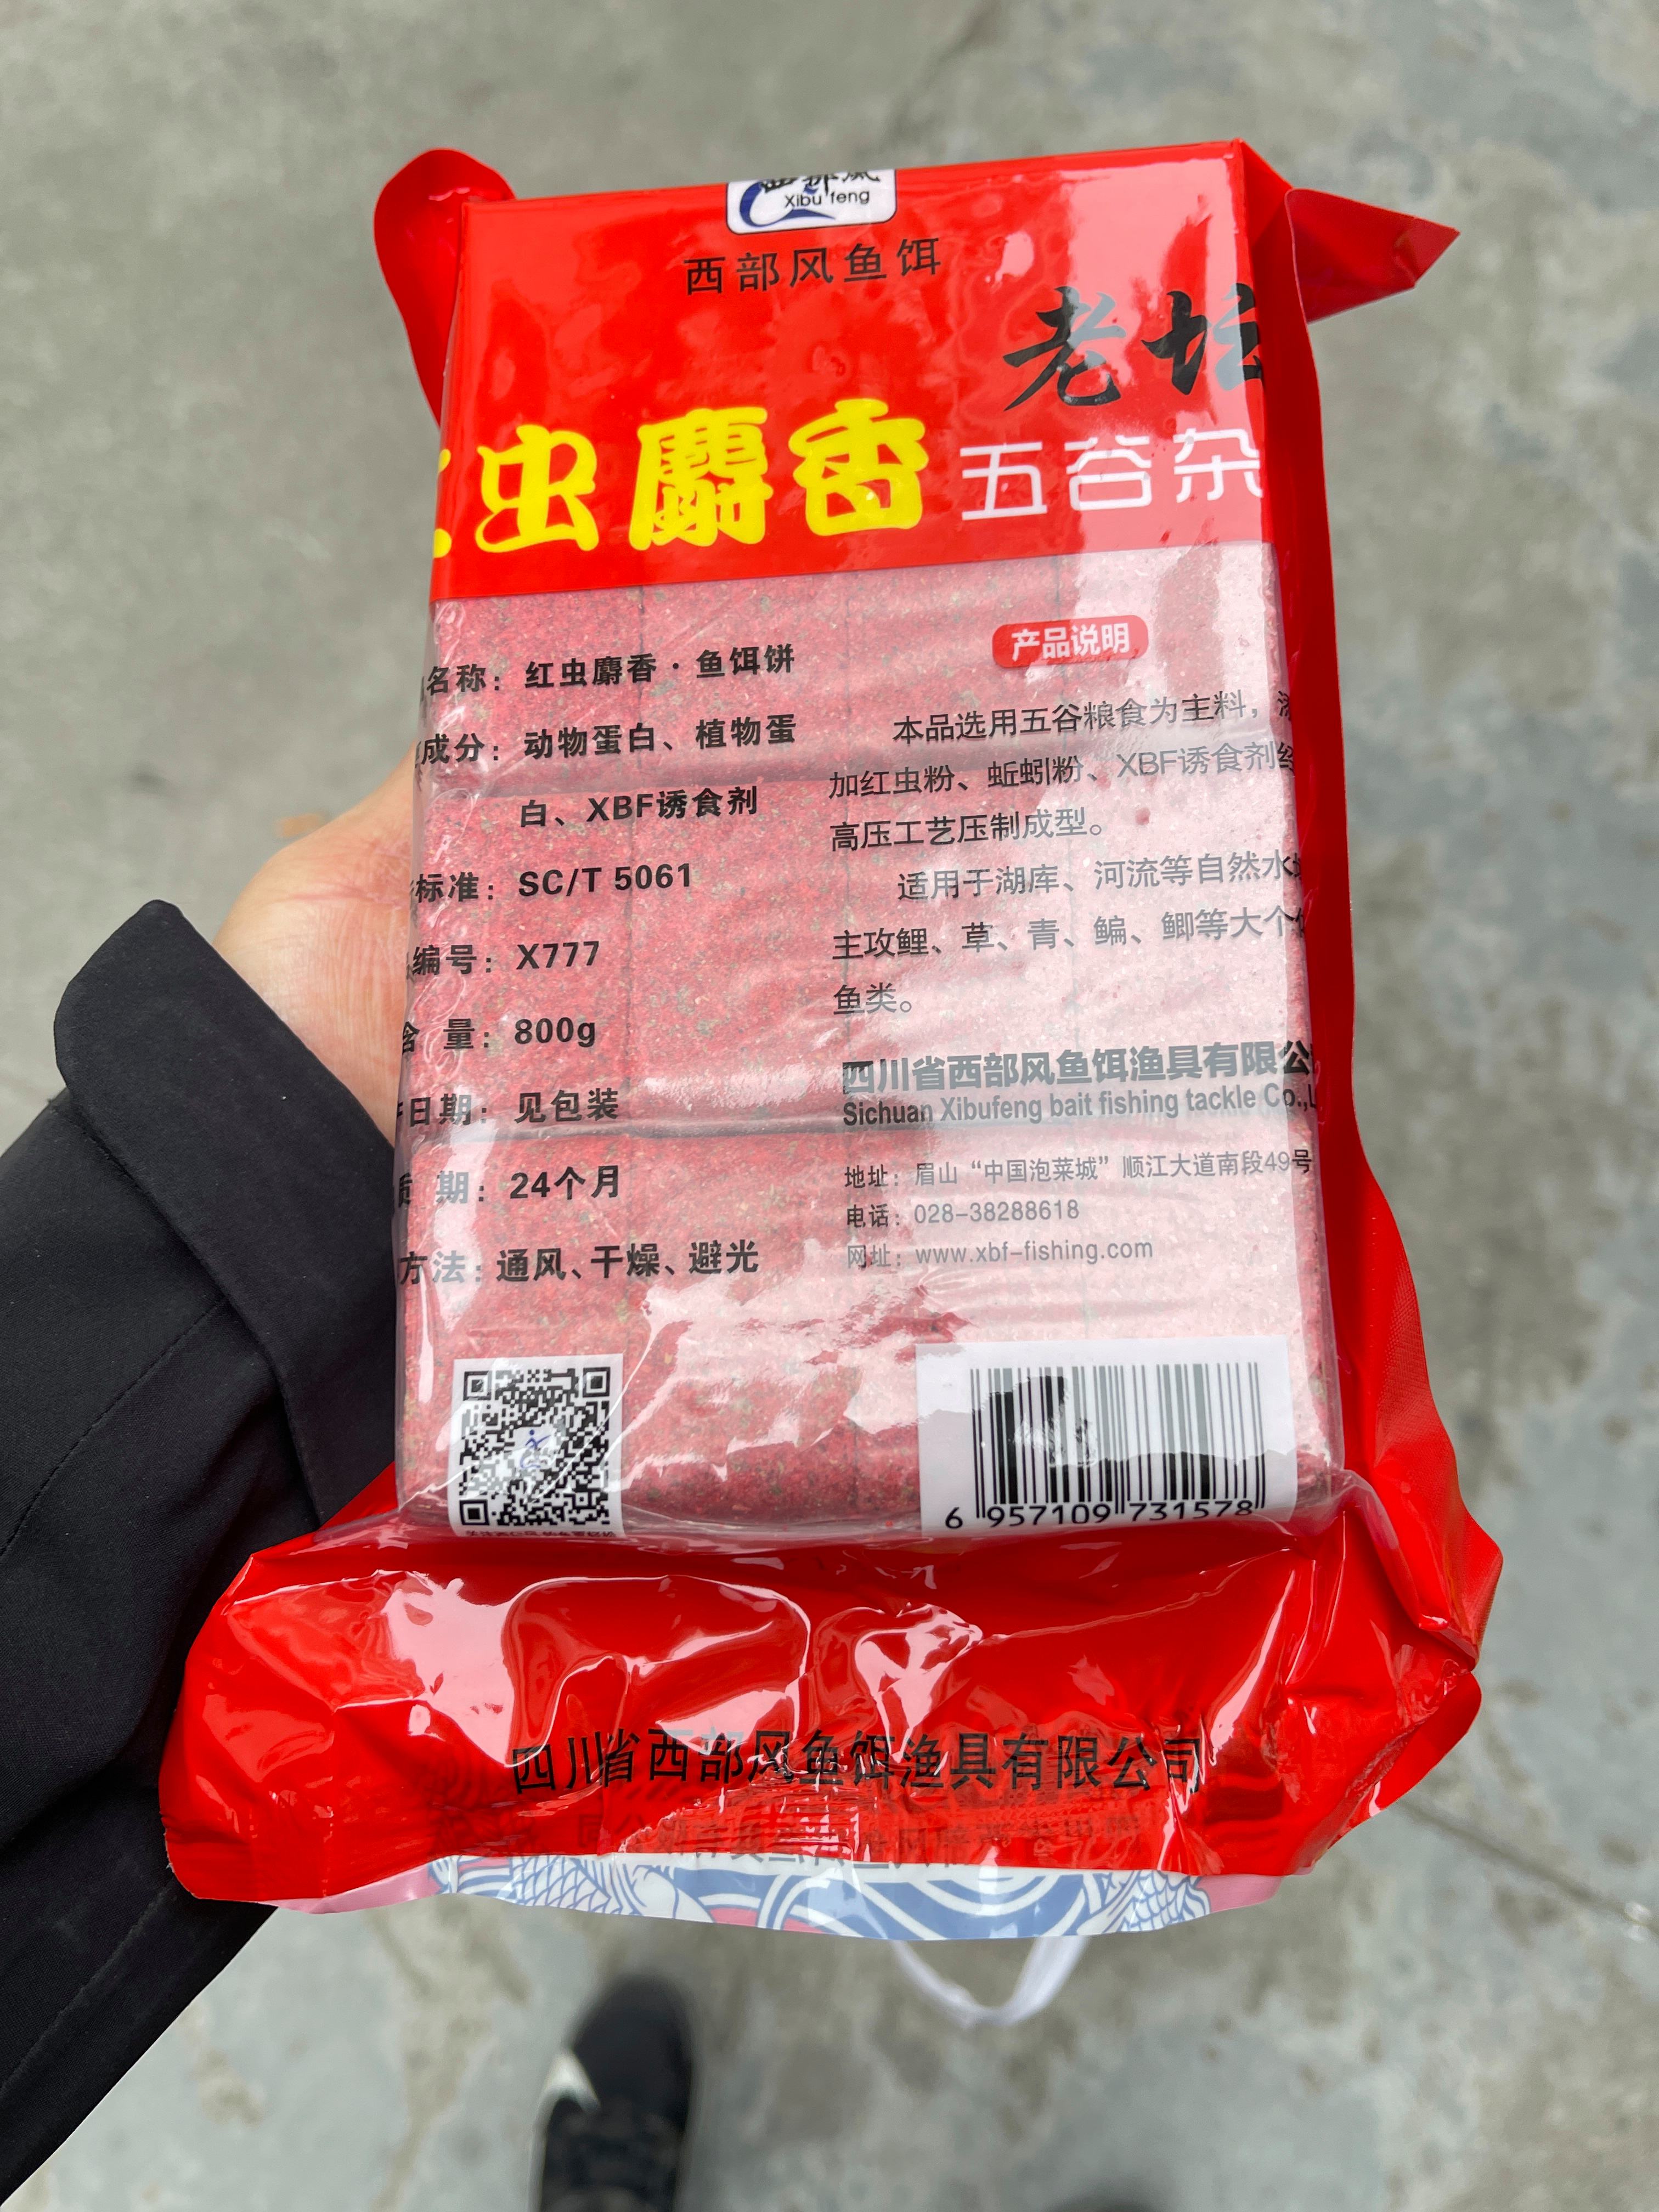 Xibu feng
西部风鱼饵
老坛
虫麝香 五谷杂
名称：红虫麝香·鱼饵饼
成分：动物蛋白、植物蛋
白、XBF诱食剂
标准：SC/T 5061
编号：X777
含 量：800g
日期：见包装
质 期：24个月
方法：通风、干燥、避光
产品说明
本品选用五谷粮食为主料，添
加红虫粉、蚯蚓粉、XBF诱食剂经
高压工艺压制成型。
适用于湖库、河流等自然水域
主攻鲤、草、青、鳊、鲫等大个体
鱼类。
四川省西部风鱼饵渔具有限公
Sichuan Xibufeng bait fishing tackle Co.,L
地址：眉山“中国泡菜城”顺江大道南段49号
电话：028-38288618
网址：www.xbf-fishing.com
6 957109 731578
四川省西部风鱼饵渔具有限公司